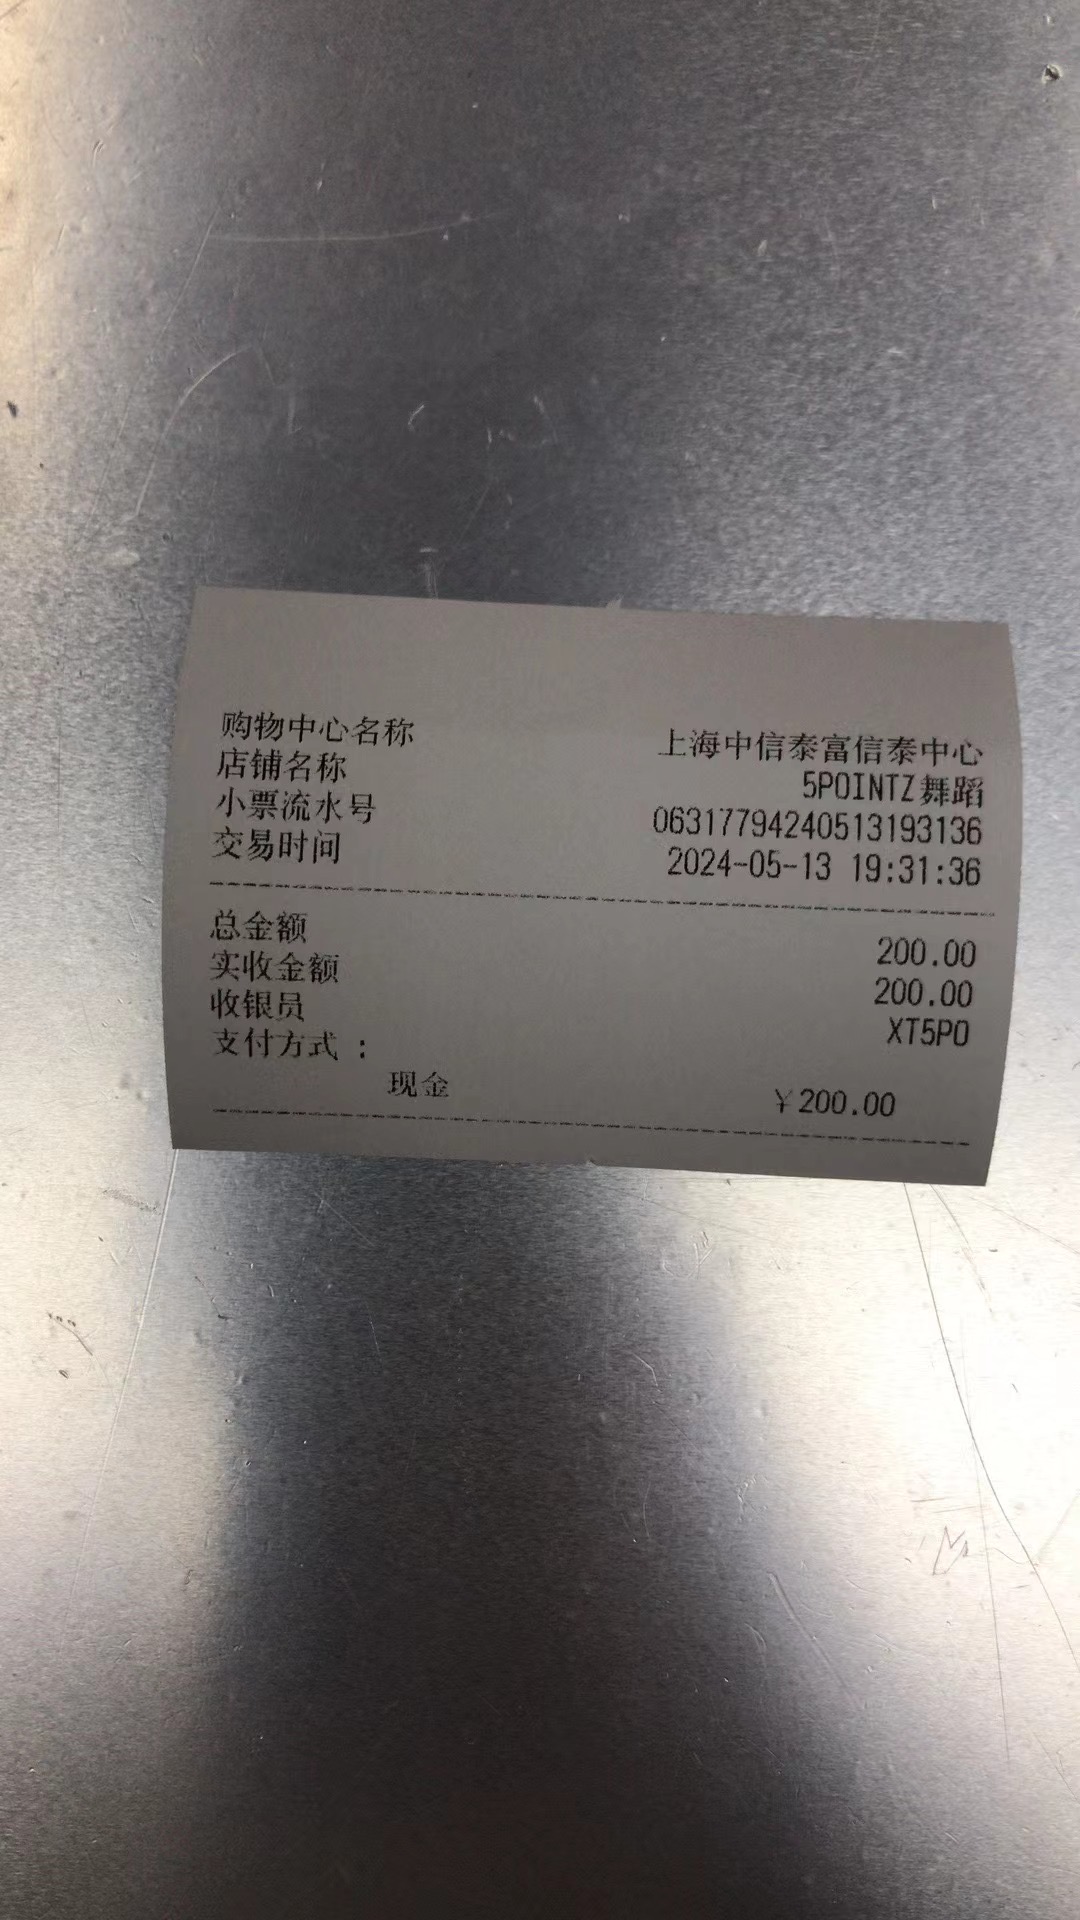 购物中心名称 上海中信泰富信泰中心
店铺名称 5POINTZ舞蹈
小票流水号 06317794240513193136
交易时间 2024-05-13 19:31:36
总金额 200.00
实收金额 200.00
收银员 XT5PO
支付方式 :
现金 ￥200.00